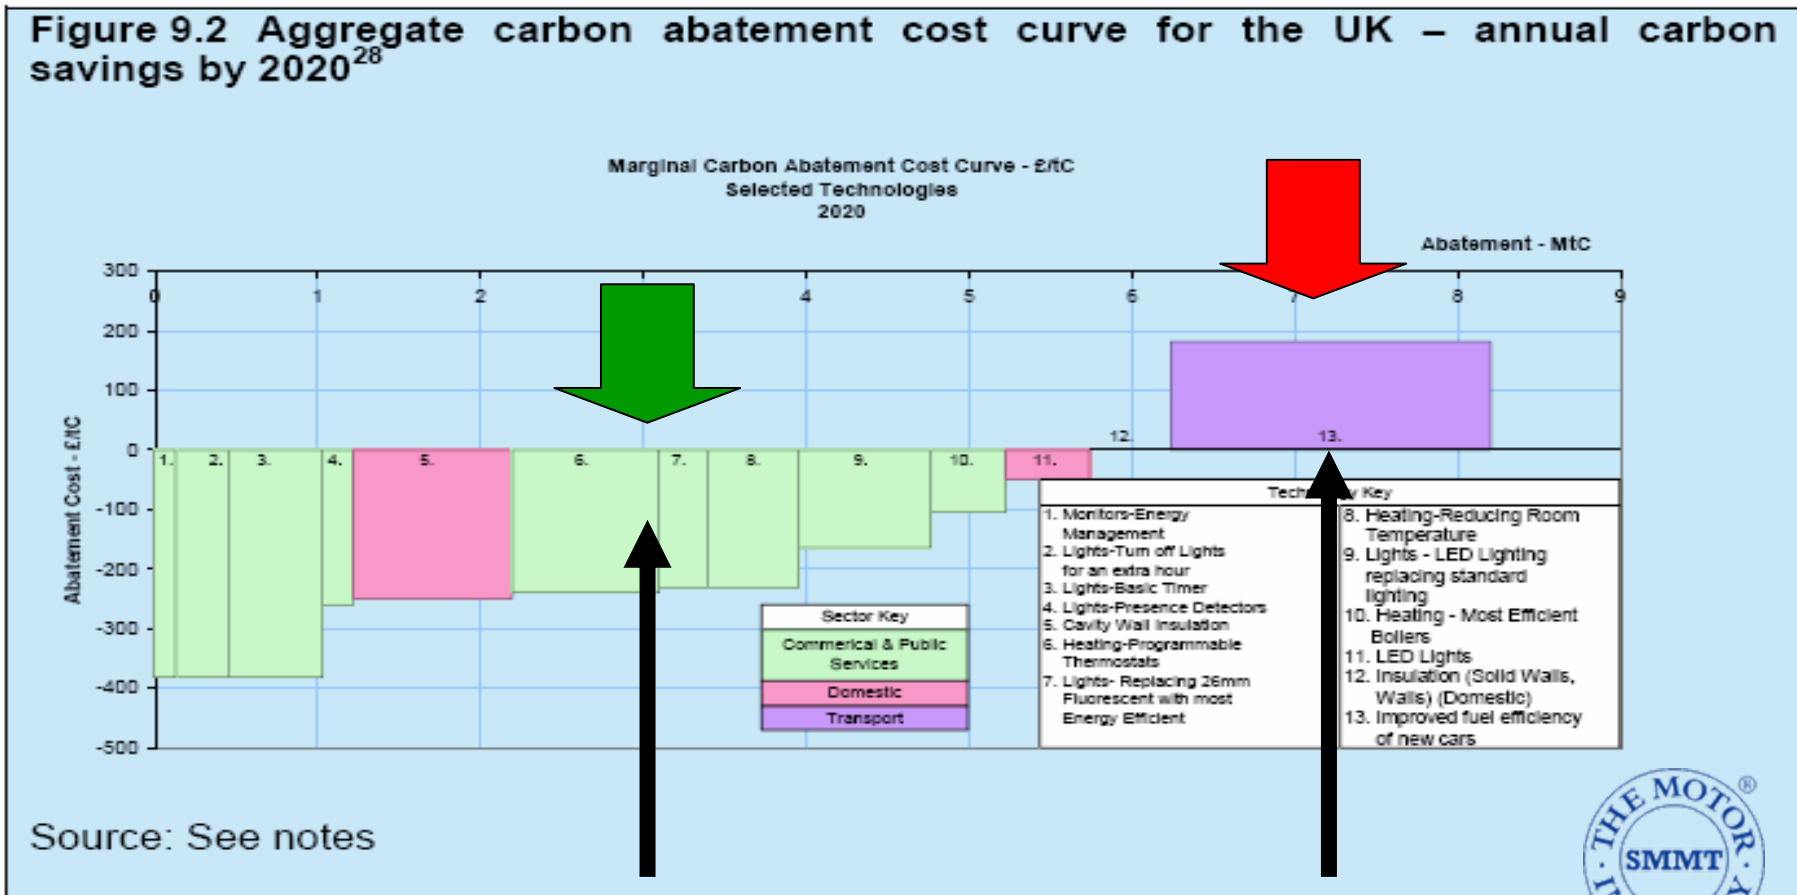 Figure 9.2 Aggregate carbon abatement cost curve for the UK – annual carbon
savings by 2020²⁸
Marginal Carbon Abatement Cost Curve - £/tC
Selected Technologies
2020
Abatement - MtC
300
0 1 2 4 5 6 7 8 9
200
100
0
-100
-200
-300
-400
-500
Abatement Cost - £/tC
12. 13.
1. 2. 3. 4. 5. 6. 7. 8. 9. 10. 11.
Sector Key
Commerical & Public
Services
Domestic
Transport
Tech y Key
1. Monitors-Energy
Management
2. Lights-Turn off Lights
for an extra hour
3. Lights-Basic Timer
4. Lights-Presence Detectors
5. Cavity Wall Insulation
6. Heating-Programmable
Thermostats
7. Lights- Replacing 26mm
Fluorescent with most
Energy Efficient
8. Heating-Reducing Room
Temperature
9. Lights - LED Lighting
replacing standard
lighting
10. Heating - Most Efficient
Boilers
11. LED Lights
12. Insulation (Solid Walls,
Walls) (Domestic)
13. Improved fuel efficiency
of new cars
Source: See notes
THE MOTOR
®
SMMT